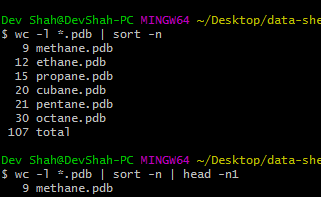 Dev Shah@DevShah-PC MINGW64 ~/Desktop/data-she
$ wc -l *.pdb | sort -n
9 methane.pdb
12 ethane.pdb
15 propane.pdb
20 cubane.pdb
21 pentane.pdb
30 octane.pdb
107 total
Dev Shah@DevShah-PC MINGW64 ~/Desktop/data-she
$ wc -l *.pdb | sort -n | head -n1
9 methane.pdb